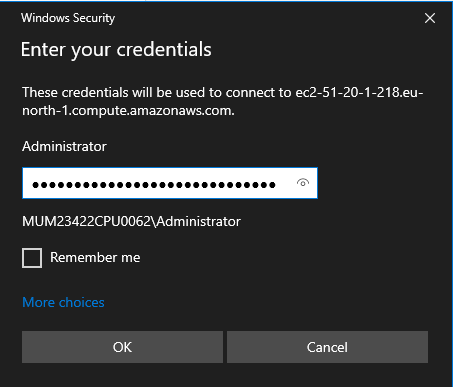 Windows Security
Enter your credentials
These credentials will be used to connect to ec2-51-20-1-218.eu-
north-1.compute.amazonaws.com.
Administrator
●●●●●●●●●●●●●●●●●●●●●●●●●●●●●
MUM23422CPU0062\Administrator
Remember me
More choices
OK
Cancel